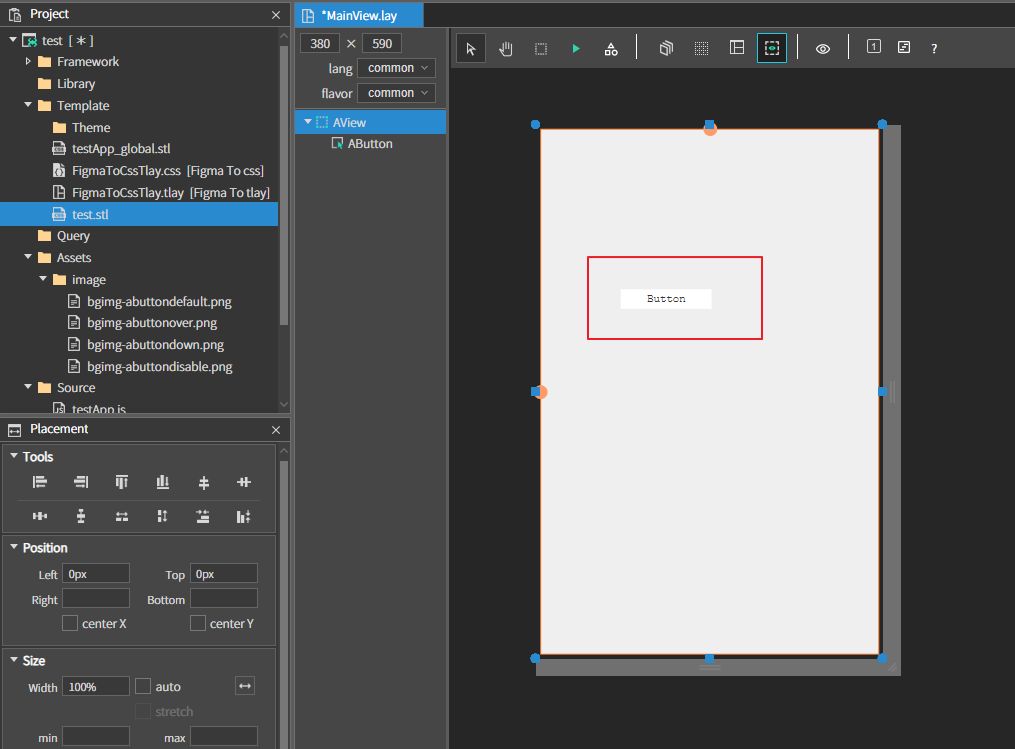 Project
test [ * ]
Framework
Library
Template
Theme
testApp_global.stl
FigmaToCssTlay.css [Figma To css]
FigmaToCssTlay.tlay [Figma To tlay]
test.stl
Query
Assets
image
bgimg-abuttondefault.png
bgimg-abuttonover.png
bgimg-abuttondown.png
bgimg-abuttondisable.png
Source
testApp.js
Placement
Tools
Position
Left 0px Top 0px
Right Bottom
center X center Y
Size
Width 100% auto
stretch
min max
*MainView.lay
380 × 590
lang common
flavor common
AView
AButton
1 ?
Button